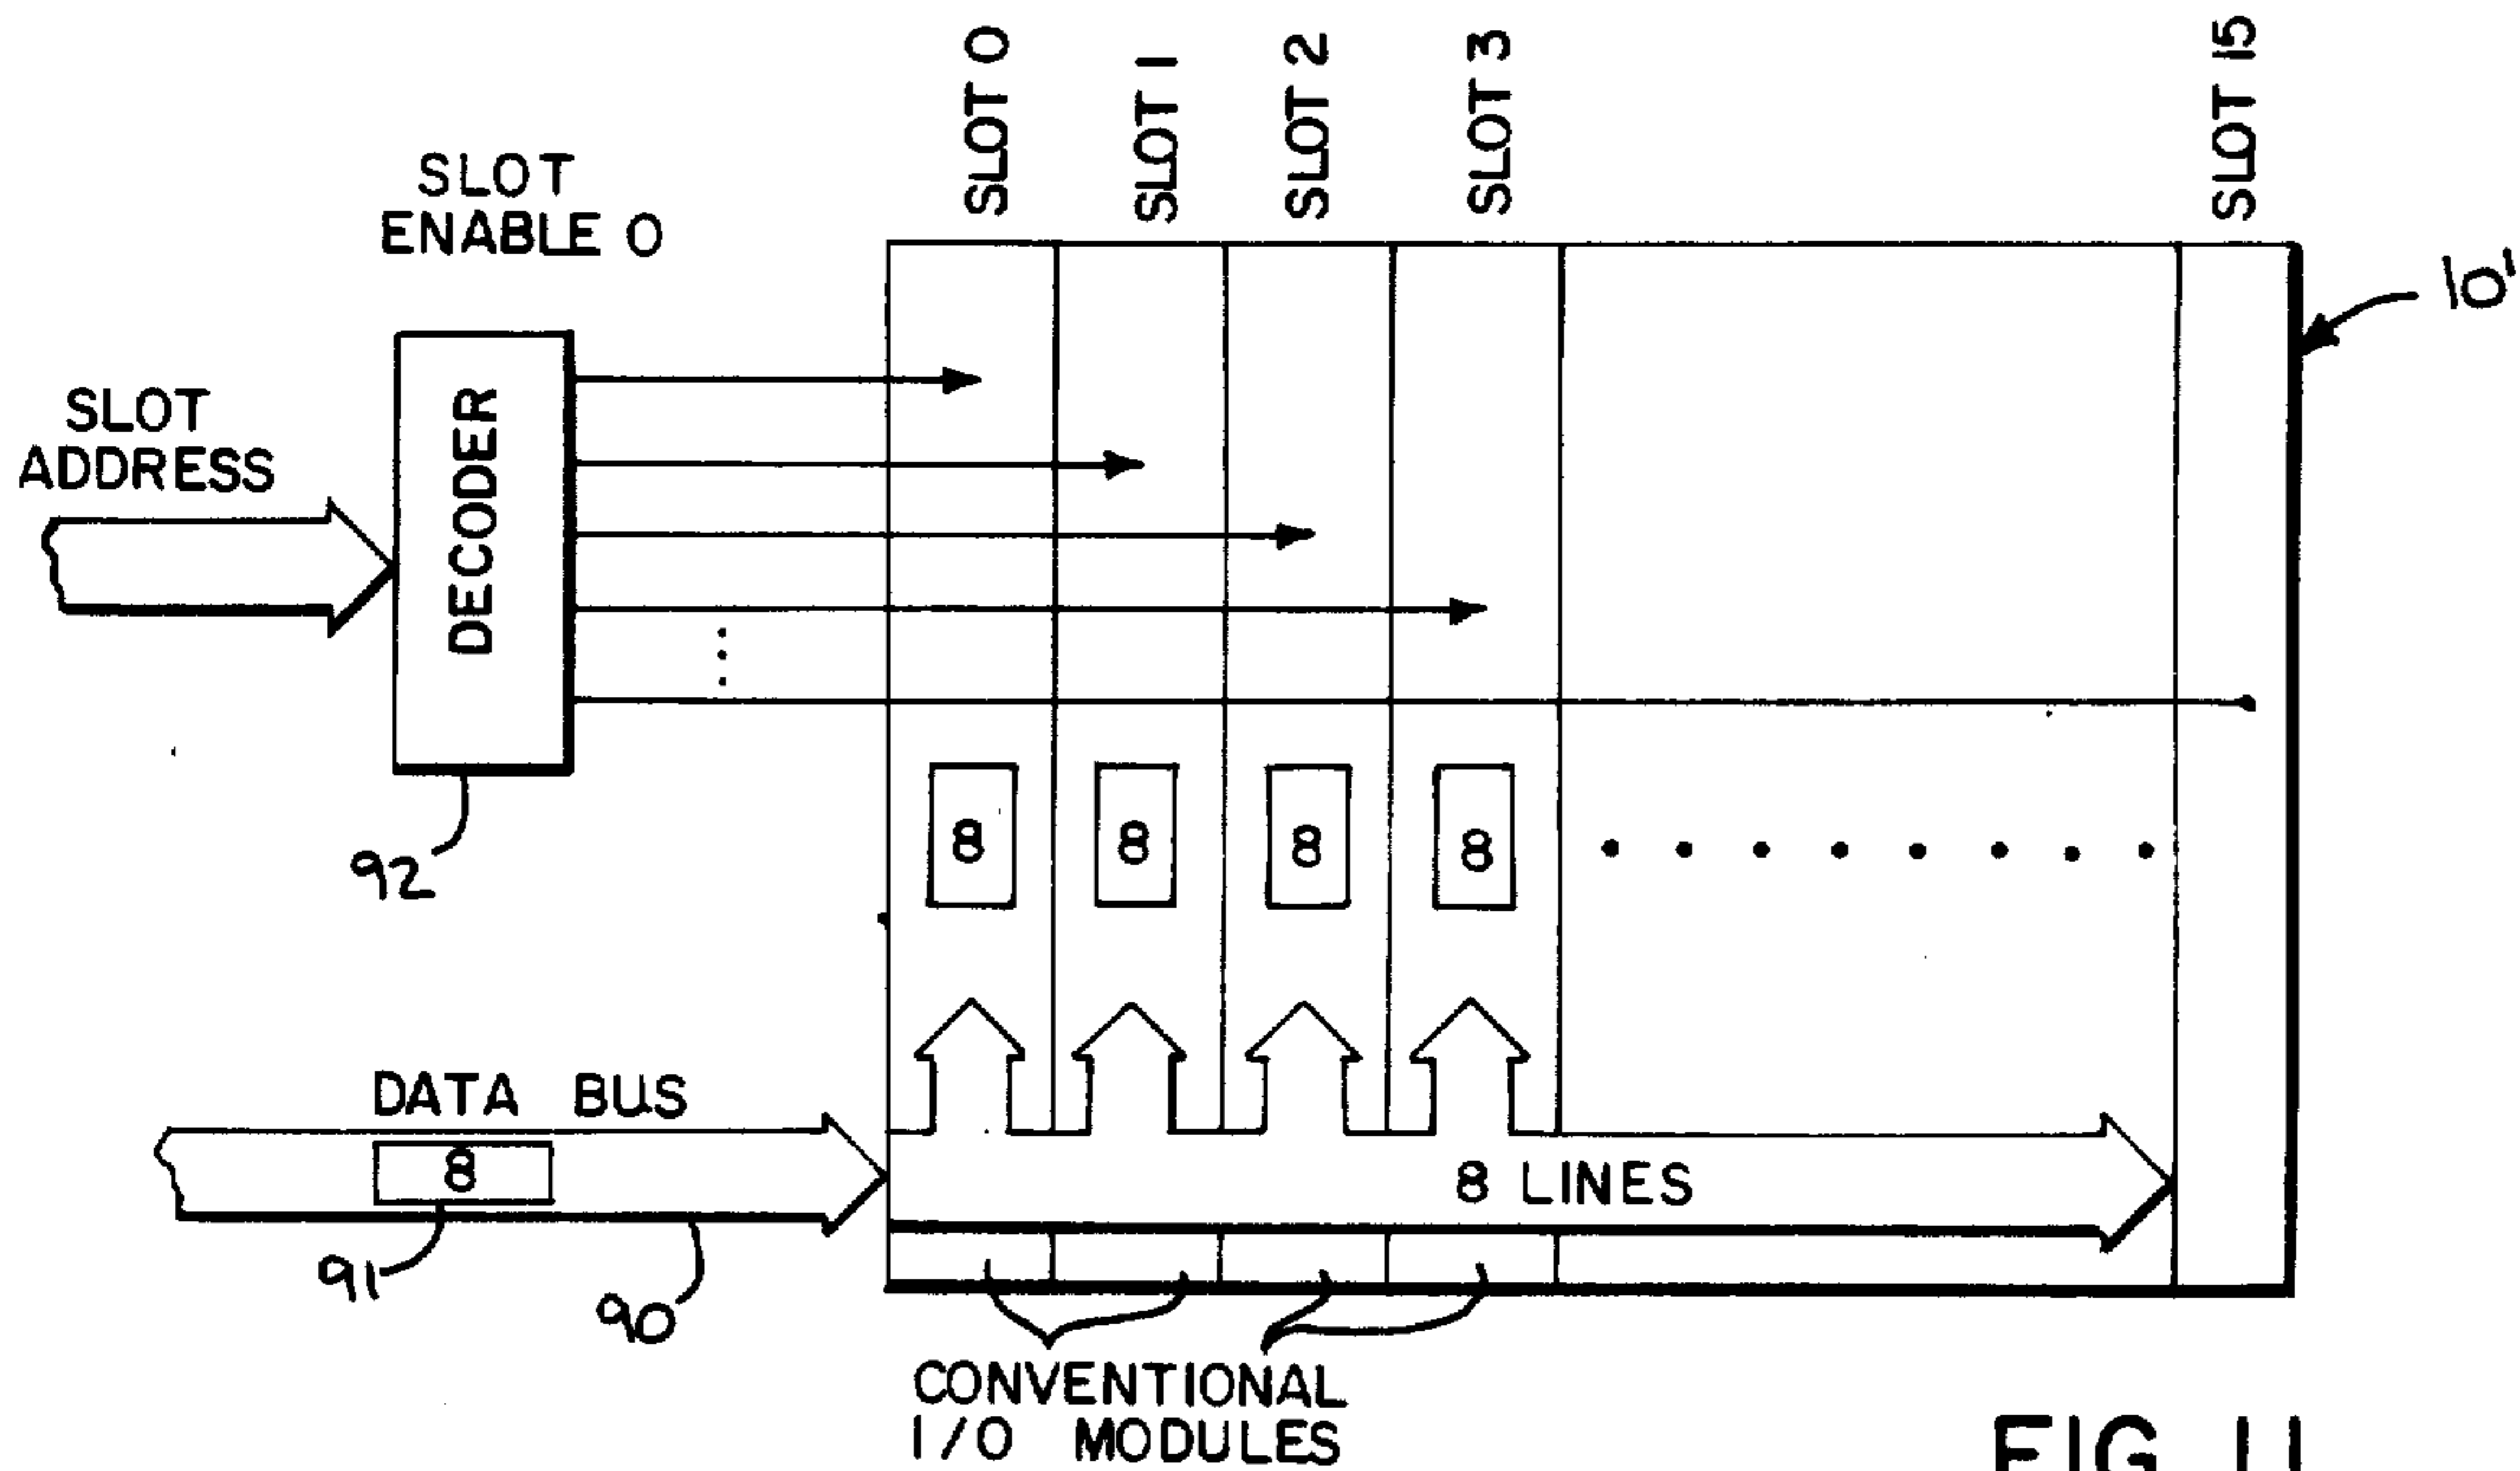 SLOT 0
SLOT 1
SLOT 2
SLOT 3
SLOT 15
SLOT
ENABLE 0
10'
SLOT
ADDRESS
DECODER
92
8
8
8
8
DATA BUS
8
8 LINES
91
90
CONVENTIONAL
I/O MODULES
FIG 11